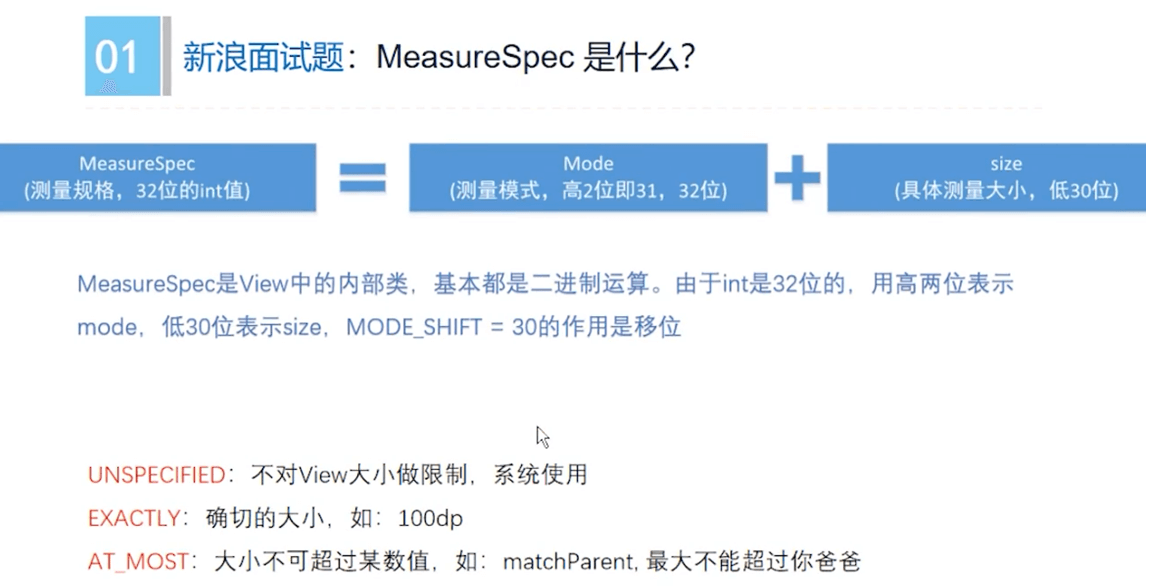 01
新浪面试题：MeasureSpec 是什么？
MeasureSpec
(测量规格，32位的int值)
=
Mode
(测量模式，高2位即31，32位)
+
size
(具体测量大小，低30位)
MeasureSpec是View中的内部类，基本都是二进制运算。由于int是32位的，用高两位表示
mode，低30位表示size，MODE_SHIFT = 30的作用是移位
UNSPECIFIED：不对View大小做限制，系统使用
EXACTLY：确切的大小，如：100dp
AT_MOST：大小不可超过某数值，如：matchParent, 最大不能超过你爸爸